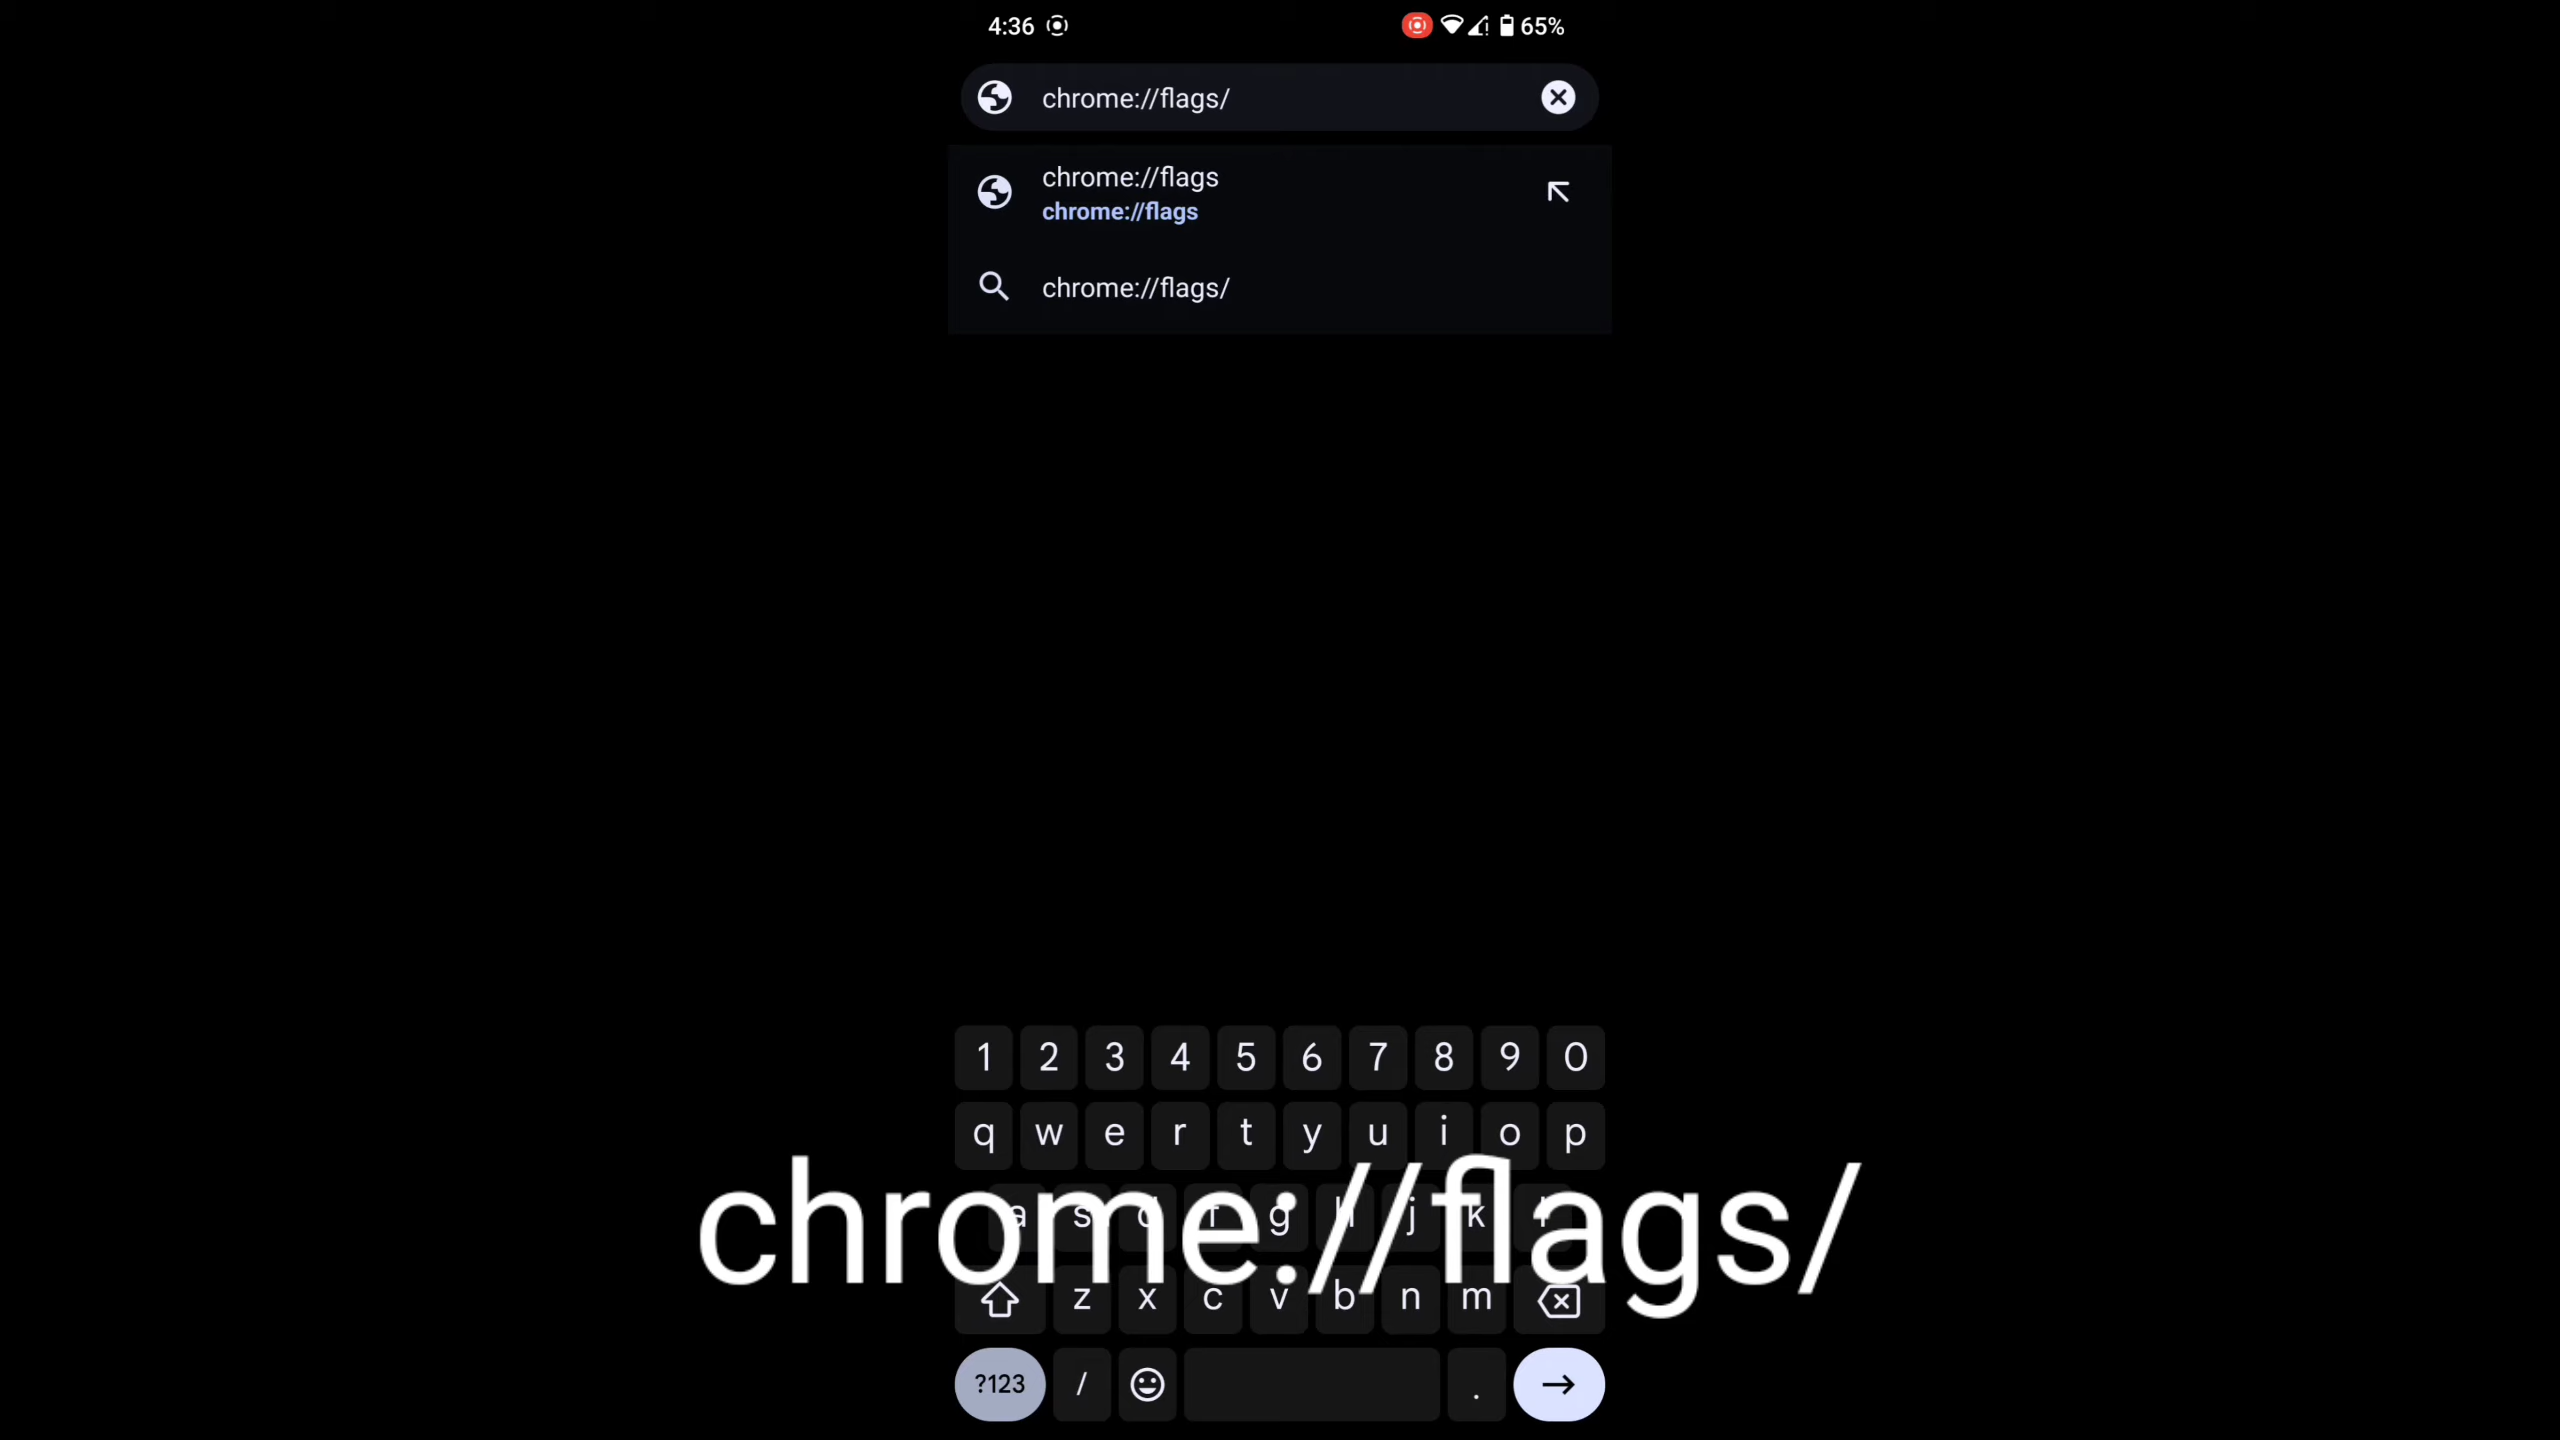 4:36 65%
chrome://flags/
chrome://flags
chrome://flags
chrome://flags/
1 2 3 4 5 6 7 8 9 0
q w e r t y u i o p
a s d f g h j k l
chrome://flags/
z x c v b n m
?123 / .